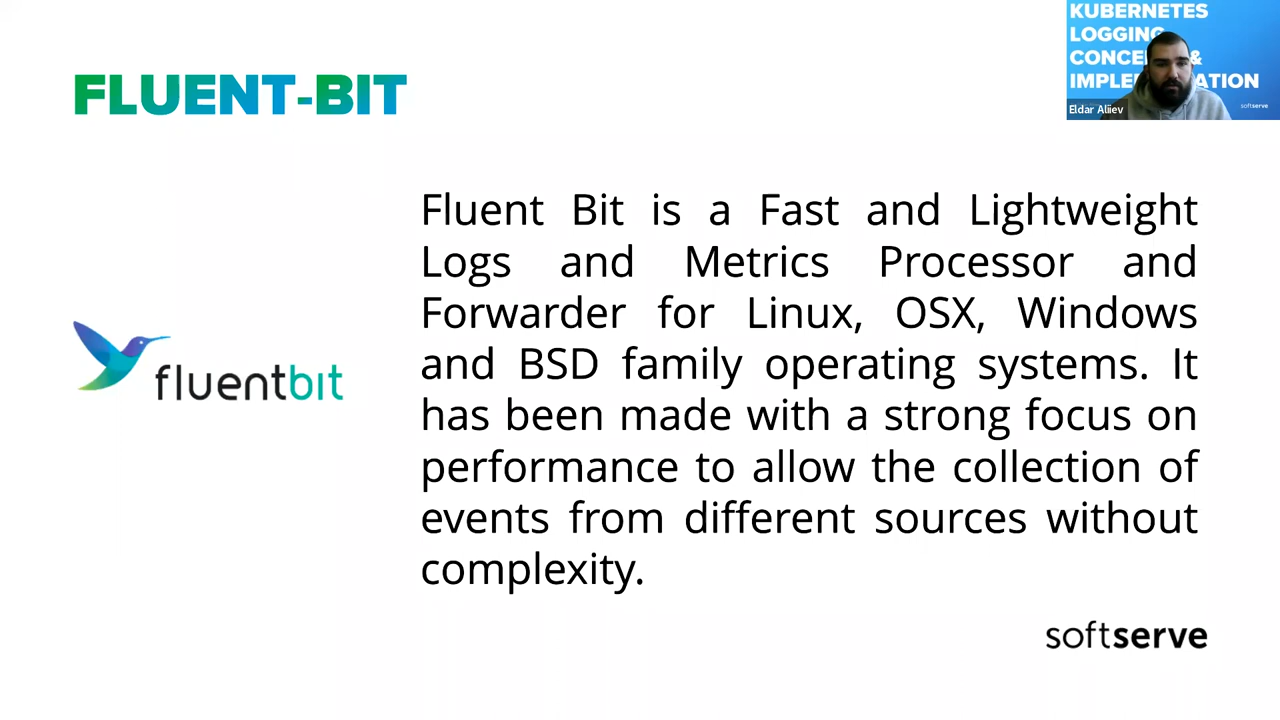 KUBERNETES
LOGGING
&
Eldar Aliiev
softserve
FLUENT-BIT
Fluent Bit is a Fast and Lightweight
Logs and Metrics Processor and
Forwarder for Linux, OSX, Windows
and BSD family operating systems. It
has been made with a strong focus on
performance to allow the collection of
events from different sources without
complexity.
fluentbit
softserve